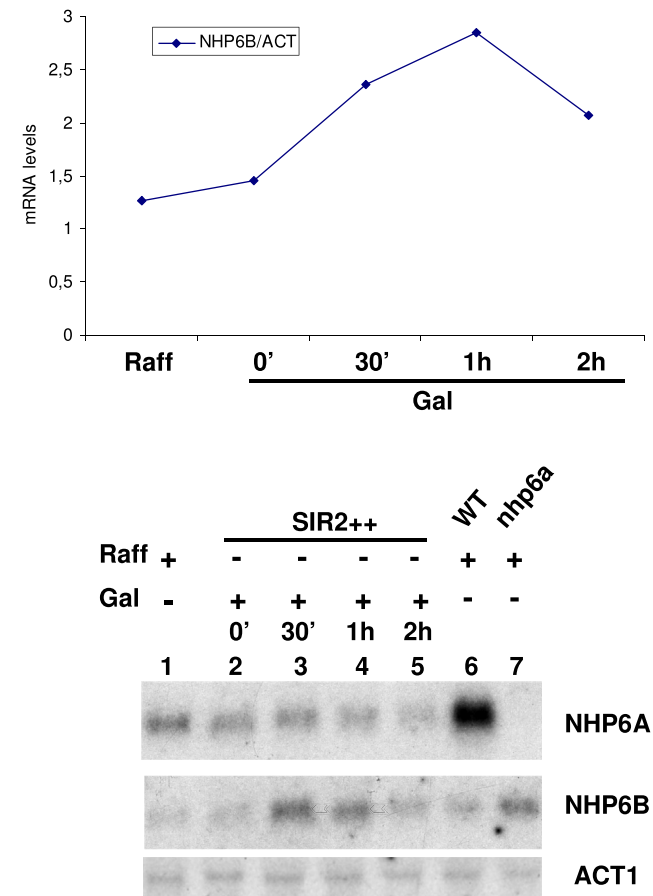 3
NHP6B/ACT
2,5
2
1,5
1
0,5
0
mRNA levels
Raff 0’ 30’ 1h 2h
Gal
WT nhp6a
SIR2++
Raff + - - - - + +
Gal - + + + + - -
0’ 30’ 1h 2h
1 2 3 4 5 6 7
NHP6A
NHP6B
ACT1